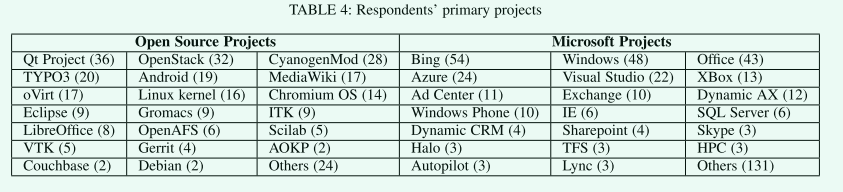 TABLE 4: Respondents' primary projects
Open Source Projects Microsoft Projects
Qt Project (36) OpenStack (32) CyanogenMod (28) Bing (54) Windows (48) Office (43)
TYPO3 (20) Android (19) MediaWiki (17) Azure (24) Visual Studio (22) XBox (13)
oVirt (17) Linux kernel (16) Chromium OS (14) Ad Center (11) Exchange (10) Dynamic AX (12)
Eclipse (9) Gromacs (9) ITK (9) Windows Phone (10) IE (6) SQL Server (6)
LibreOffice (8) OpenAFS (6) Scilab (5) Dynamic CRM (4) Sharepoint (4) Skype (3)
VTK (5) Gerrit (4) AOKP (2) Halo (3) TFS (3) HPC (3)
Couchbase (2) Debian (2) Others (24) Autopilot (3) Lync (3) Others (131)